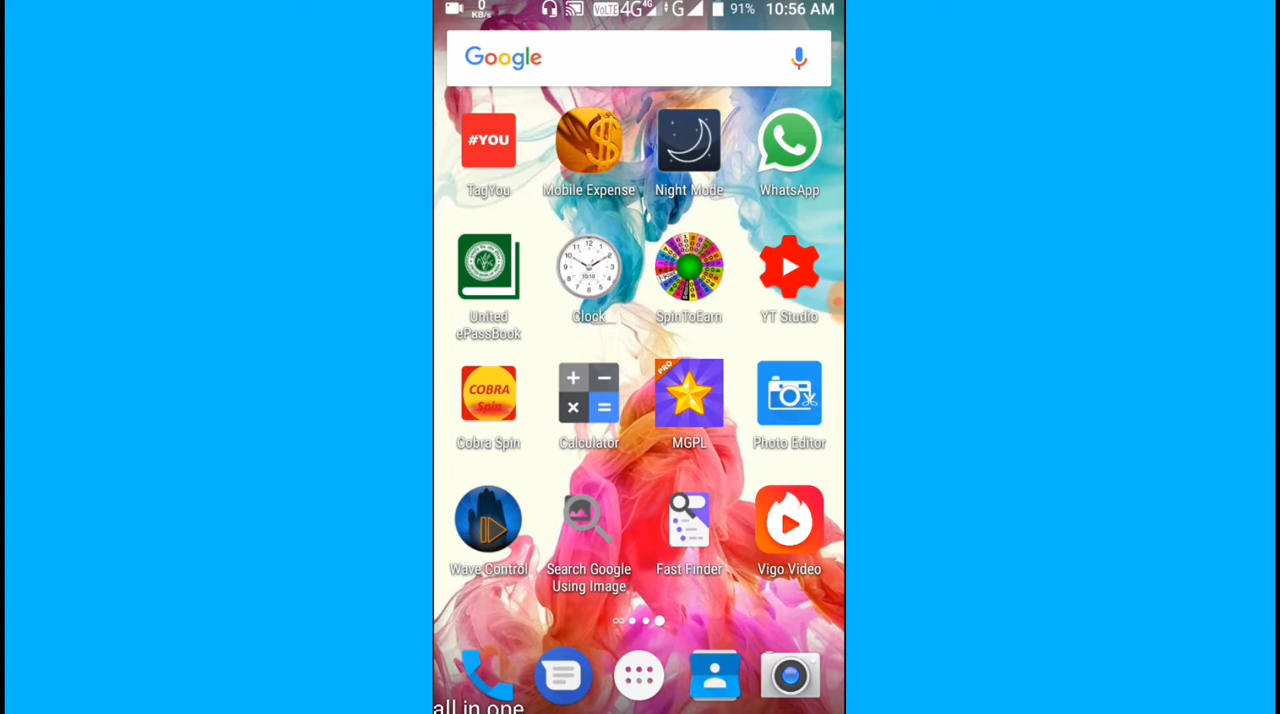 0
KB/s
VoLTE 4G 4G G 91% 10:56 AM
Google
#YOU
TagYou
Mobile Expense
Night Mode
WhatsApp
United
ePassBook
Clock
SpinToEarn
YT Studio
COBRA
Spin
Cobra Spin
Calculator
PRO
MGPL
Photo Editor
Wave Control
Search Google
Using Image
Fast Finder
Vigo Video
all in one